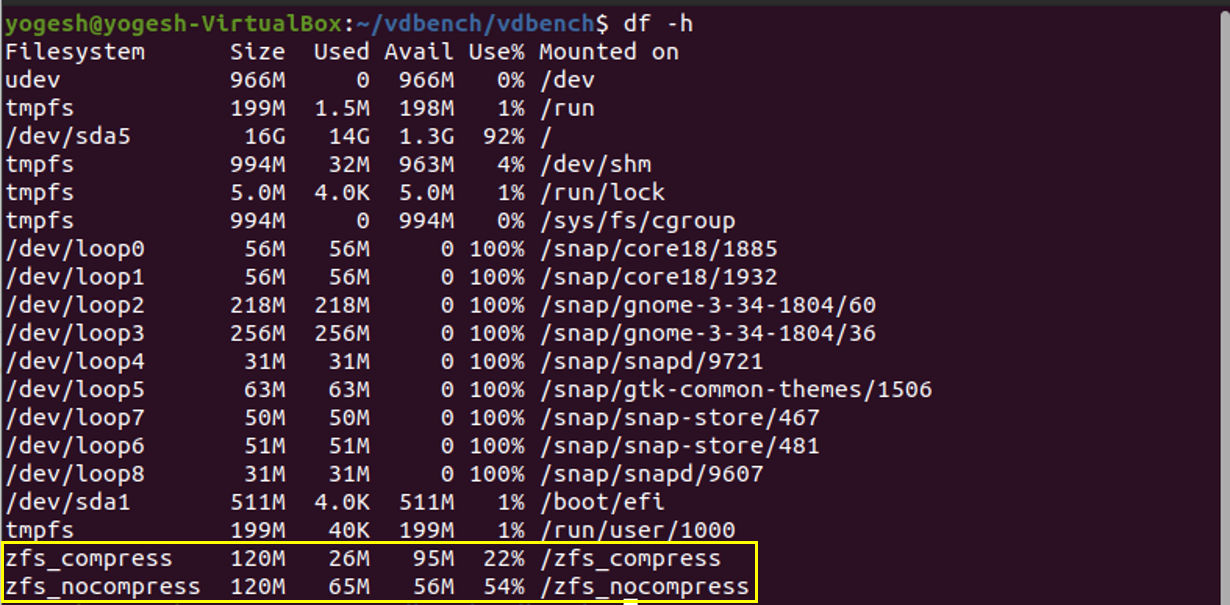 yogesh@yogesh-VirtualBox:~/vdbench/vdbench$ df -h
Filesystem      Size  Used Avail Use% Mounted on
udev            966M     0  966M   0% /dev
tmpfs           199M  1.5M  198M   1% /run
/dev/sda5        16G   14G  1.3G  92% /
tmpfs           994M   32M  963M   4% /dev/shm
tmpfs           5.0M  4.0K  5.0M   1% /run/lock
tmpfs           994M     0  994M   0% /sys/fs/cgroup
/dev/loop0       56M   56M     0 100% /snap/core18/1885
/dev/loop1       56M   56M     0 100% /snap/core18/1932
/dev/loop2      218M  218M     0 100% /snap/gnome-3-34-1804/60
/dev/loop3      256M  256M     0 100% /snap/gnome-3-34-1804/36
/dev/loop4       31M   31M     0 100% /snap/snapd/9721
/dev/loop5       63M   63M     0 100% /snap/gtk-common-themes/1506
/dev/loop7       50M   50M     0 100% /snap/snap-store/467
/dev/loop6       51M   51M     0 100% /snap/snap-store/481
/dev/loop8       31M   31M     0 100% /snap/snapd/9607
/dev/sda1       511M  4.0K  511M   1% /boot/efi
tmpfs           199M   40K  199M   1% /run/user/1000
zfs_compress    120M   26M   95M  22% /zfs_compress
zfs_nocompress  120M   65M   56M  54% /zfs_nocompress